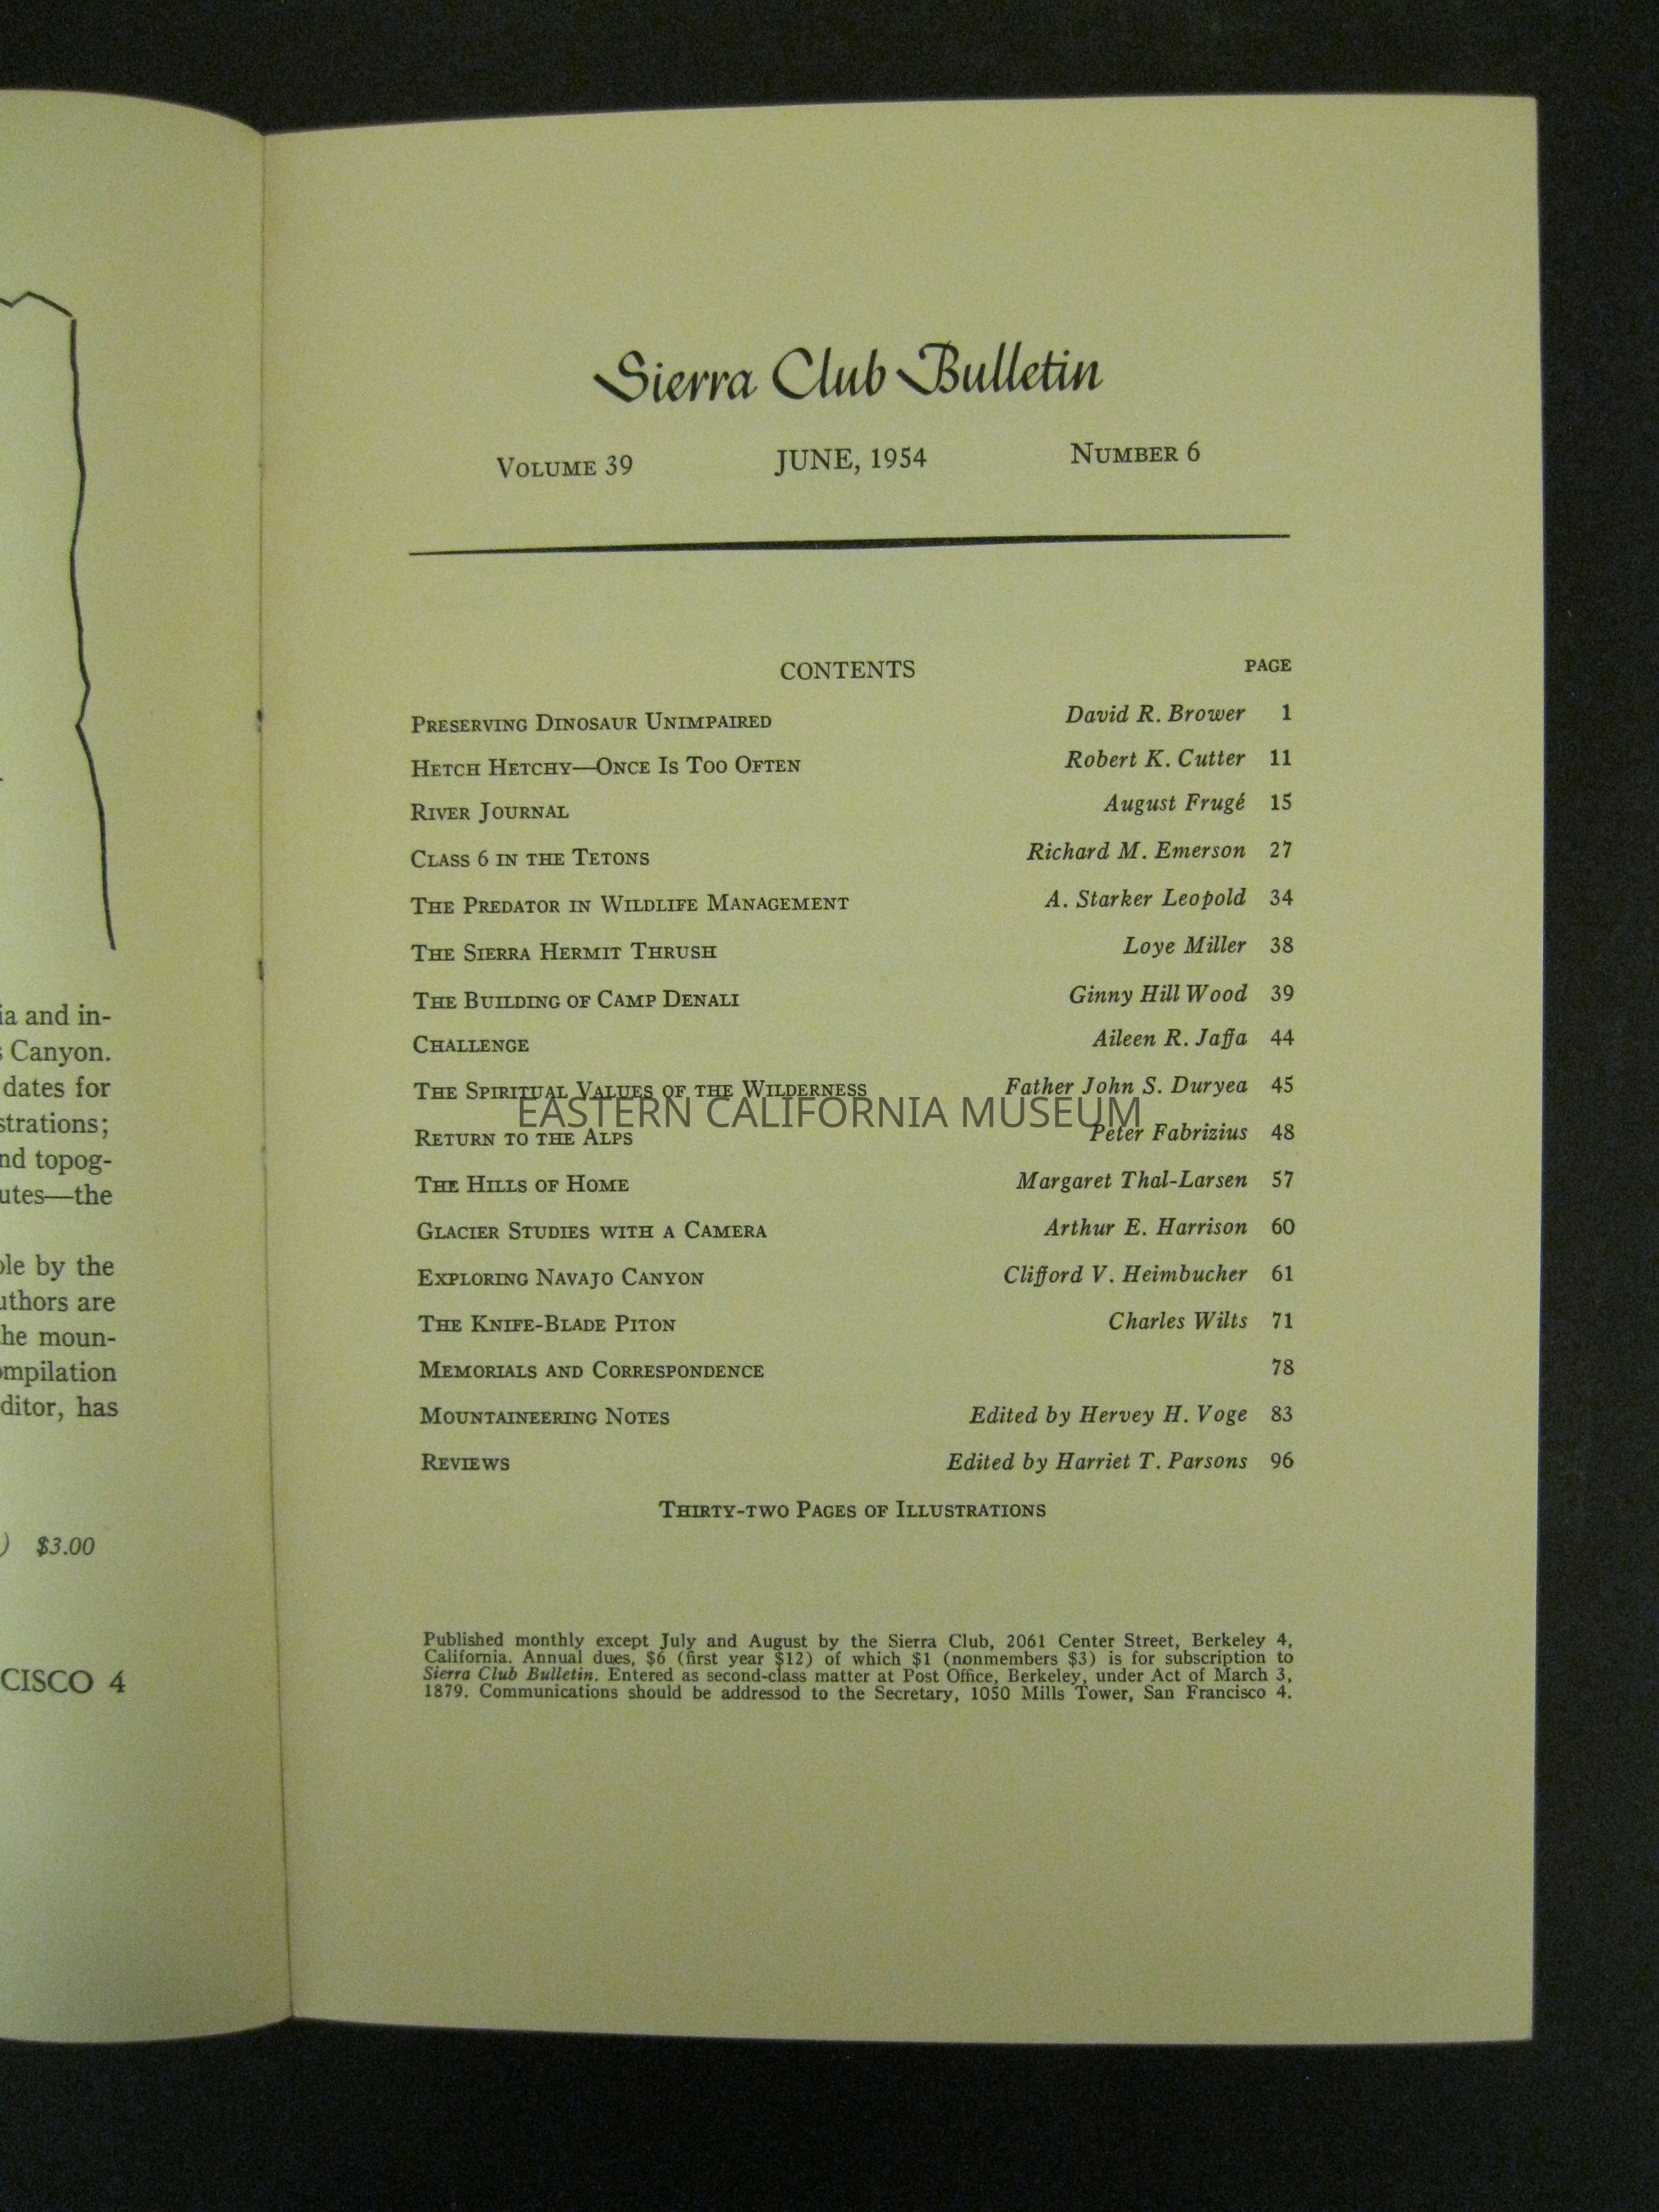 ia and in-
Canyon.
dates for
strations;
nd topog-
utes—the
ble by the
uthors are
he moun-
ompilation
ditor, has
) $3.00
CISCO 4
Sierra Club Bulletin
VOLUME 39 JUNE, 1954 NUMBER 6
CONTENTS PAGE
PRESERVING DINOSAUR UNIMPAIRED David R. Brower 1
HETCH HETCHY—ONCE IS TOO OFTEN Robert K. Cutter 11
RIVER JOURNAL August Frugé 15
CLASS 6 IN THE TETONS Richard M. Emerson 27
THE PREDATOR IN WILDLIFE MANAGEMENT A. Starker Leopold 34
THE SIERRA HERMIT THRUSH Loye Miller 38
THE BUILDING OF CAMP DENALI Ginny Hill Wood 39
CHALLENGE Aileen R. Jaffa 44
THE SPIRITUAL VALUES OF THE WILDERNESS Father John S. Duryea 45
EASTERN CALIFORNIA MUSEUM
RETURN TO THE ALPS Peter Fabrizius 48
THE HILLS OF HOME Margaret Thal-Larsen 57
GLACIER STUDIES WITH A CAMERA Arthur E. Harrison 60
EXPLORING NAVAJO CANYON Clifford V. Heimbucher 61
THE KNIFE-BLADE PITON Charles Wilts 71
MEMORIALS AND CORRESPONDENCE 78
MOUNTAINEERING NOTES Edited by Hervey H. Voge 83
REVIEWS Edited by Harriet T. Parsons 96
THIRTY-TWO PAGES OF ILLUSTRATIONS
Published monthly except July and August by the Sierra Club, 2061 Center Street, Berkeley 4,
California. Annual dues, $6 (first year $12) of which $1 (nonmembers $3) is for subscription to
Sierra Club Bulletin. Entered as second-class matter at Post Office, Berkeley, under Act of March 3,
1879. Communications should be addressod to the Secretary, 1050 Mills Tower, San Francisco 4.